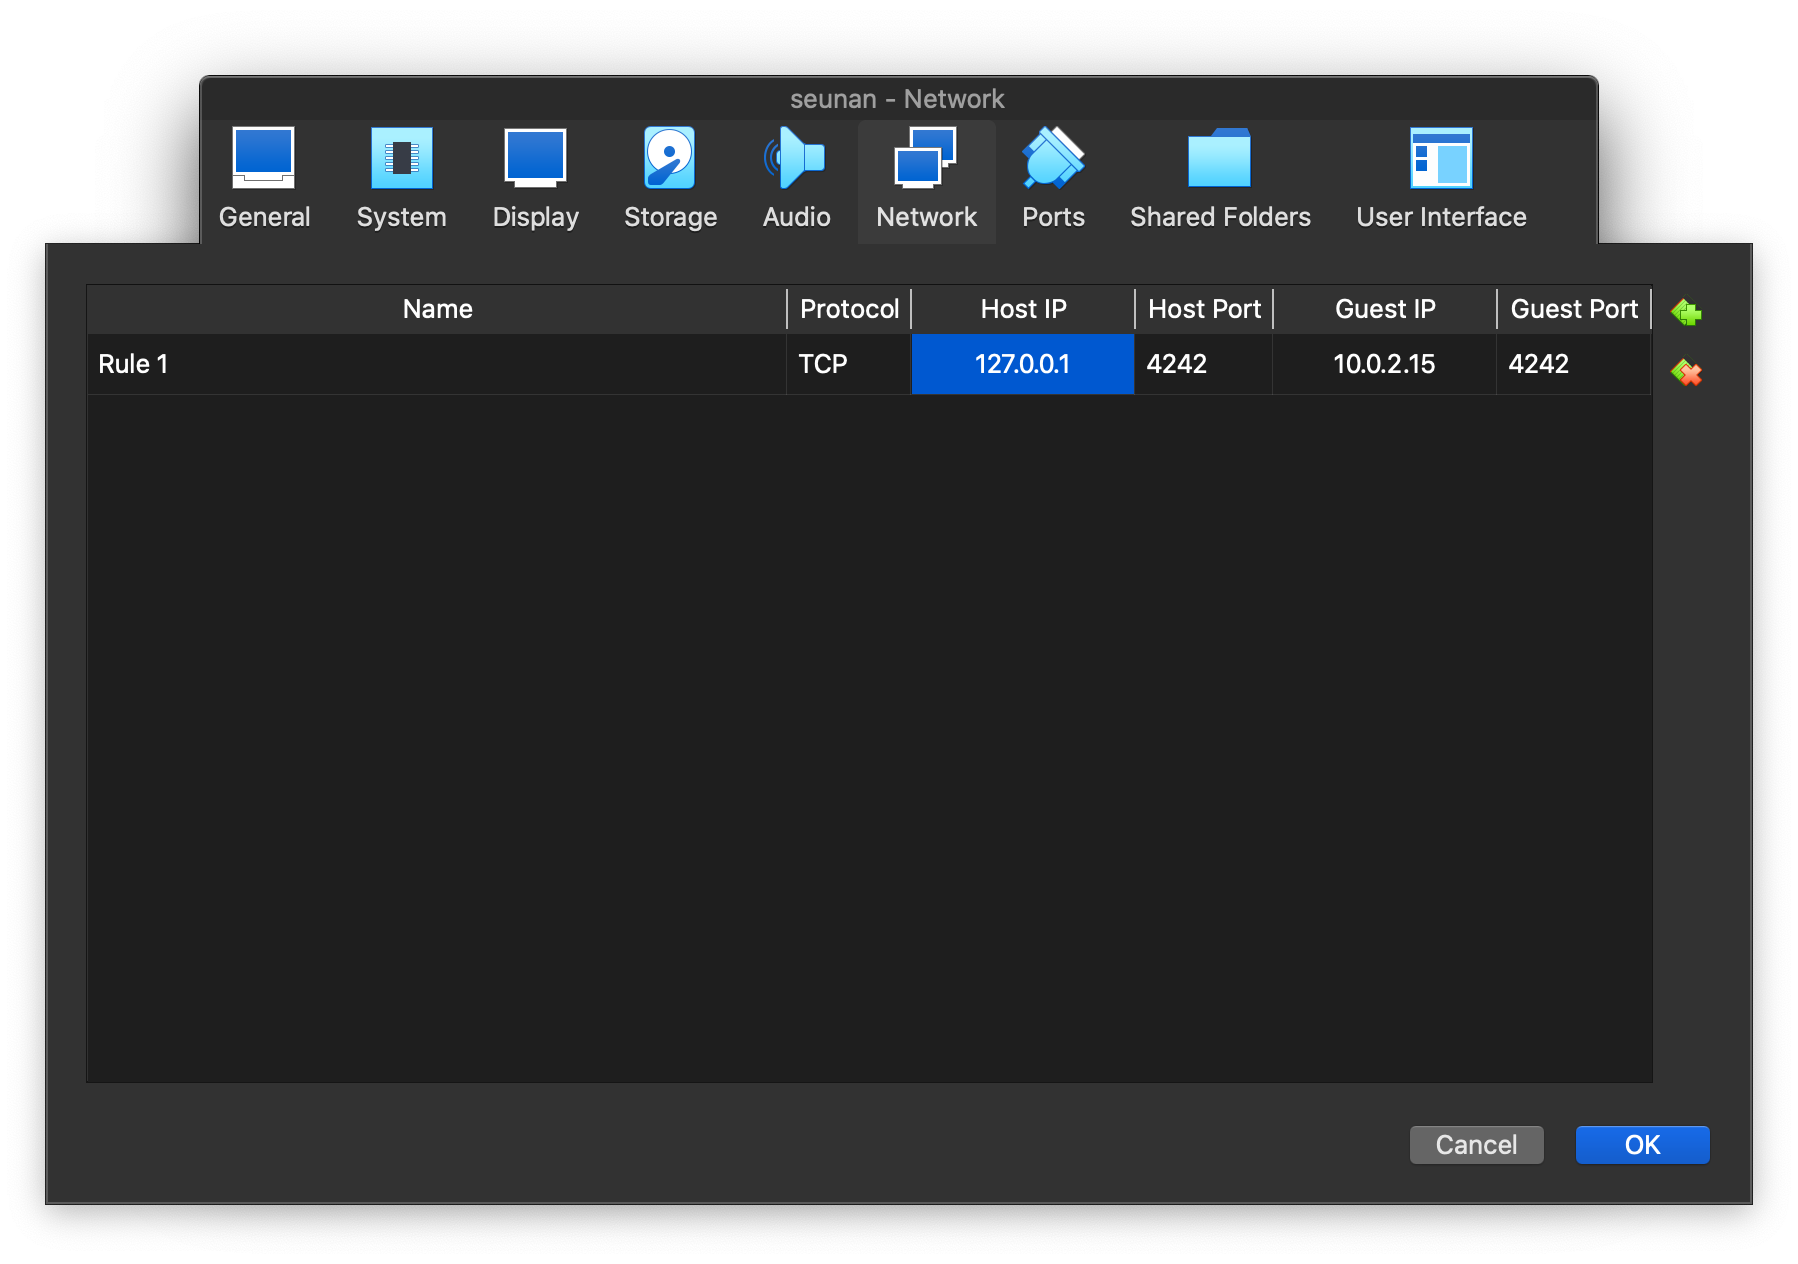 seunan - Network
General System Display Storage Audio Network Ports Shared Folders User Interface
Name Protocol Host IP Host Port Guest IP Guest Port
Rule 1 TCP 127.0.0.1 4242 10.0.2.15 4242
Cancel OK